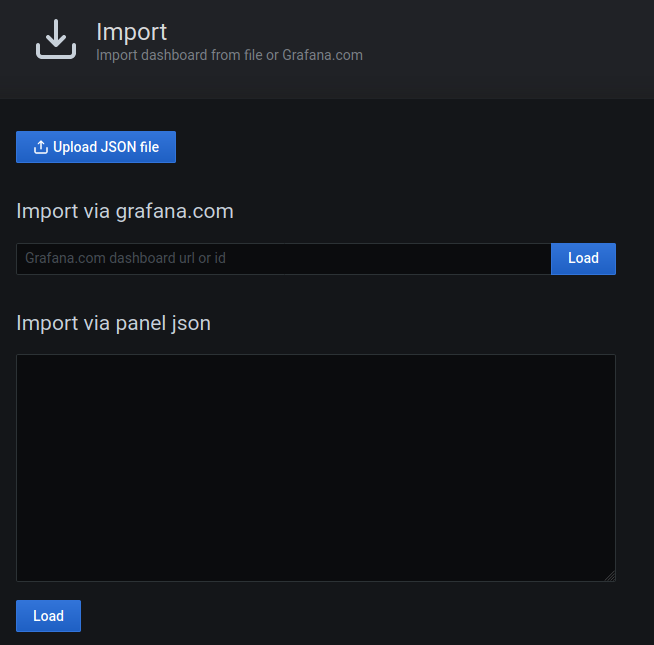 Import
Import dashboard from file or Grafana.com
Upload JSON file
Import via grafana.com
Grafana.com dashboard url or id
Load
Import via panel json
Load